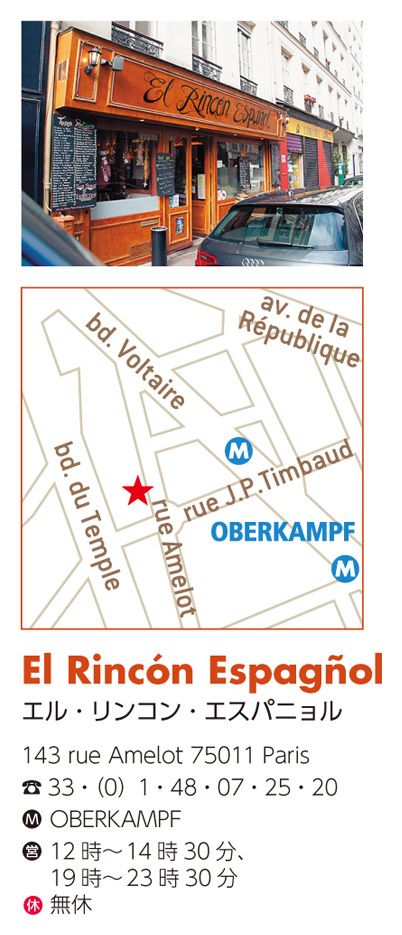 El Rincón Español
av. de la
République
bd. Voltaire
M
bd. du Temple
rue J.P.Timbaud
rue Amelot
OBERKAMPF
M
El Rincón Espagñol
エル・リンコン・エスパニョル
143 rue Amelot 75011 Paris
☎ 33・（0）1・48・07・25・20
M OBERKAMPF
営 12時～14時30分、
19時～23時30分
休 無休